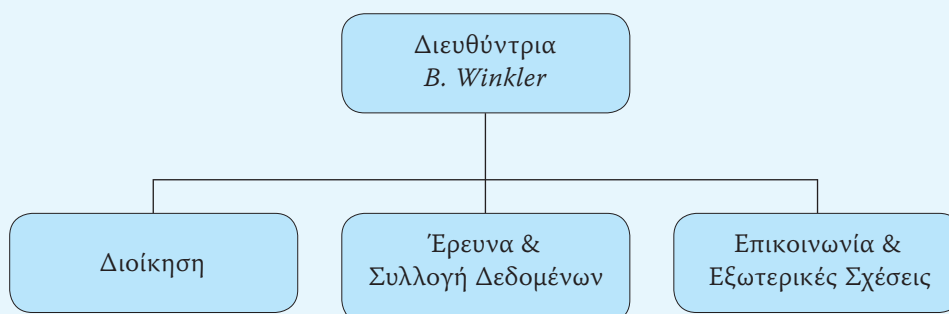 Διευθύντρια
B. Winkler
Διοίκηση
Έρευνα &
Συλλογή Δεδομένων
Επικοινωνία &
Εξωτερικές Σχέσεις